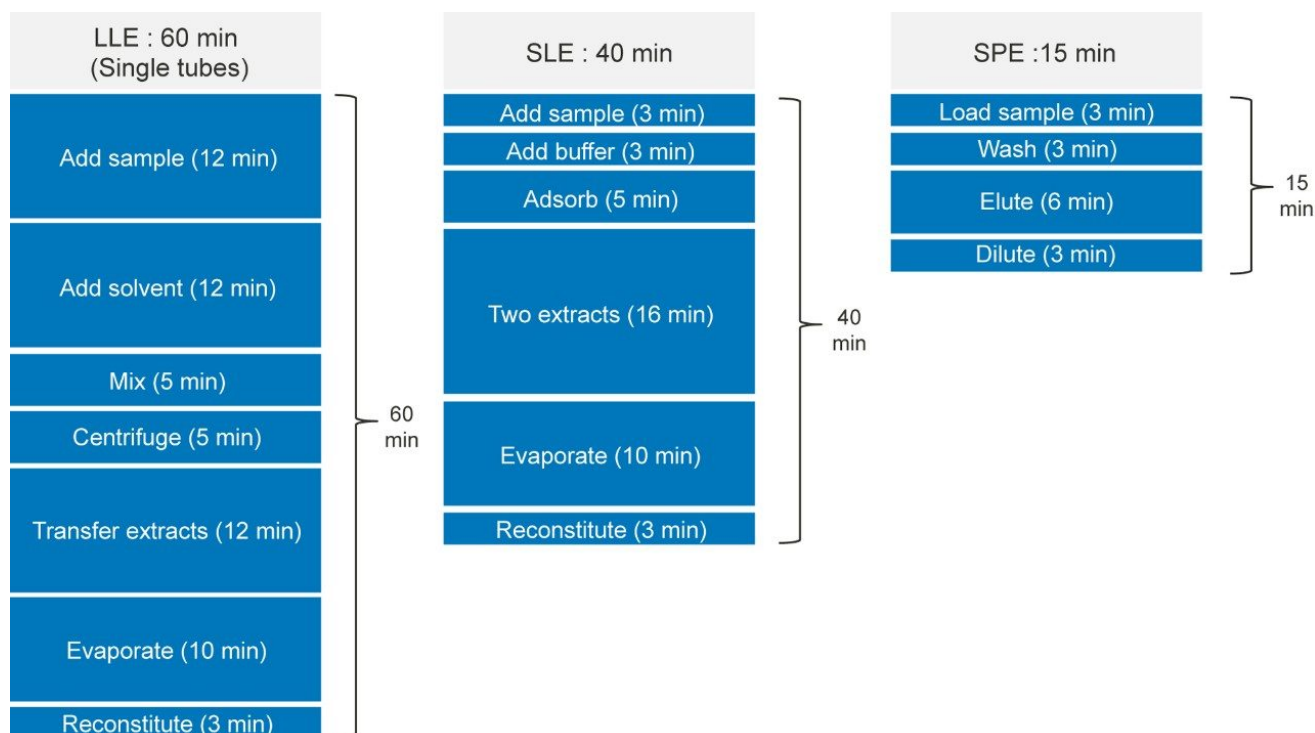 LLE : 60 min
(Single tubes)
Add sample (12 min)
Add solvent (12 min)
Mix (5 min)
Centrifuge (5 min)
Transfer extracts (12 min)
Evaporate (10 min)
Reconstitute (3 min)
60
min
SLE : 40 min
Add sample (3 min)
Add buffer (3 min)
Adsorb (5 min)
Two extracts (16 min)
Evaporate (10 min)
Reconstitute (3 min)
40
min
SPE :15 min
Load sample (3 min)
Wash (3 min)
Elute (6 min)
Dilute (3 min)
15
min